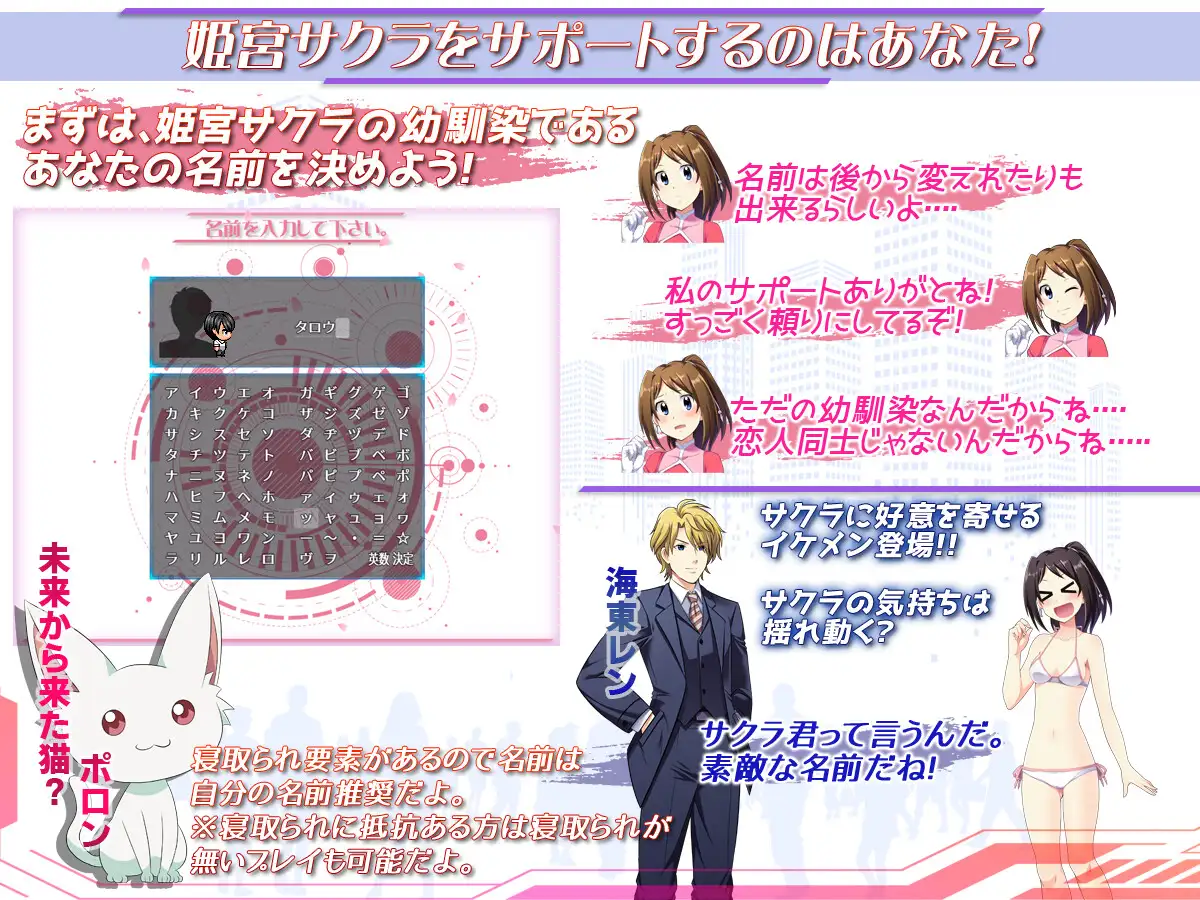 姫宮サクラをサポートするのはあなた!
まずは、姫宮サクラの幼馴染である
あなたの名前を決めよう!
名前を入力して下さい。
タロウ
アイウエオ ガギグゲゴ
カキクケコ ザジズゼゾ
サシスセソ ダヂヅデド
タチツテト バビブベボ
ナニヌネノ パピプペポ
ハヒフヘホ ァィゥェォ
マミムメモ ッャュョヮ
ヤユヨワン ー～・=☆
ラリルレロ ヴヲ 英数 決定
名前は後から変えれたりも
出来るらしいよ‥‥
私のサポートありがとね!
すっごく頼りにしてるぞ!
ただの幼馴染なんだからね‥‥
恋人同士じゃないんだからね‥‥‥
未来から来た猫?
ポロン
寝取られ要素があるので名前は
自分の名前推奨だよ。
※寝取られに抵抗ある方は寝取られが
無いプレイも可能だよ。
サクラに好意を寄せる
イケメン登場!!
サクラの気持ちは
揺れ動く?
海東レン
サクラ君って言うんだ。
素敵な名前だね!